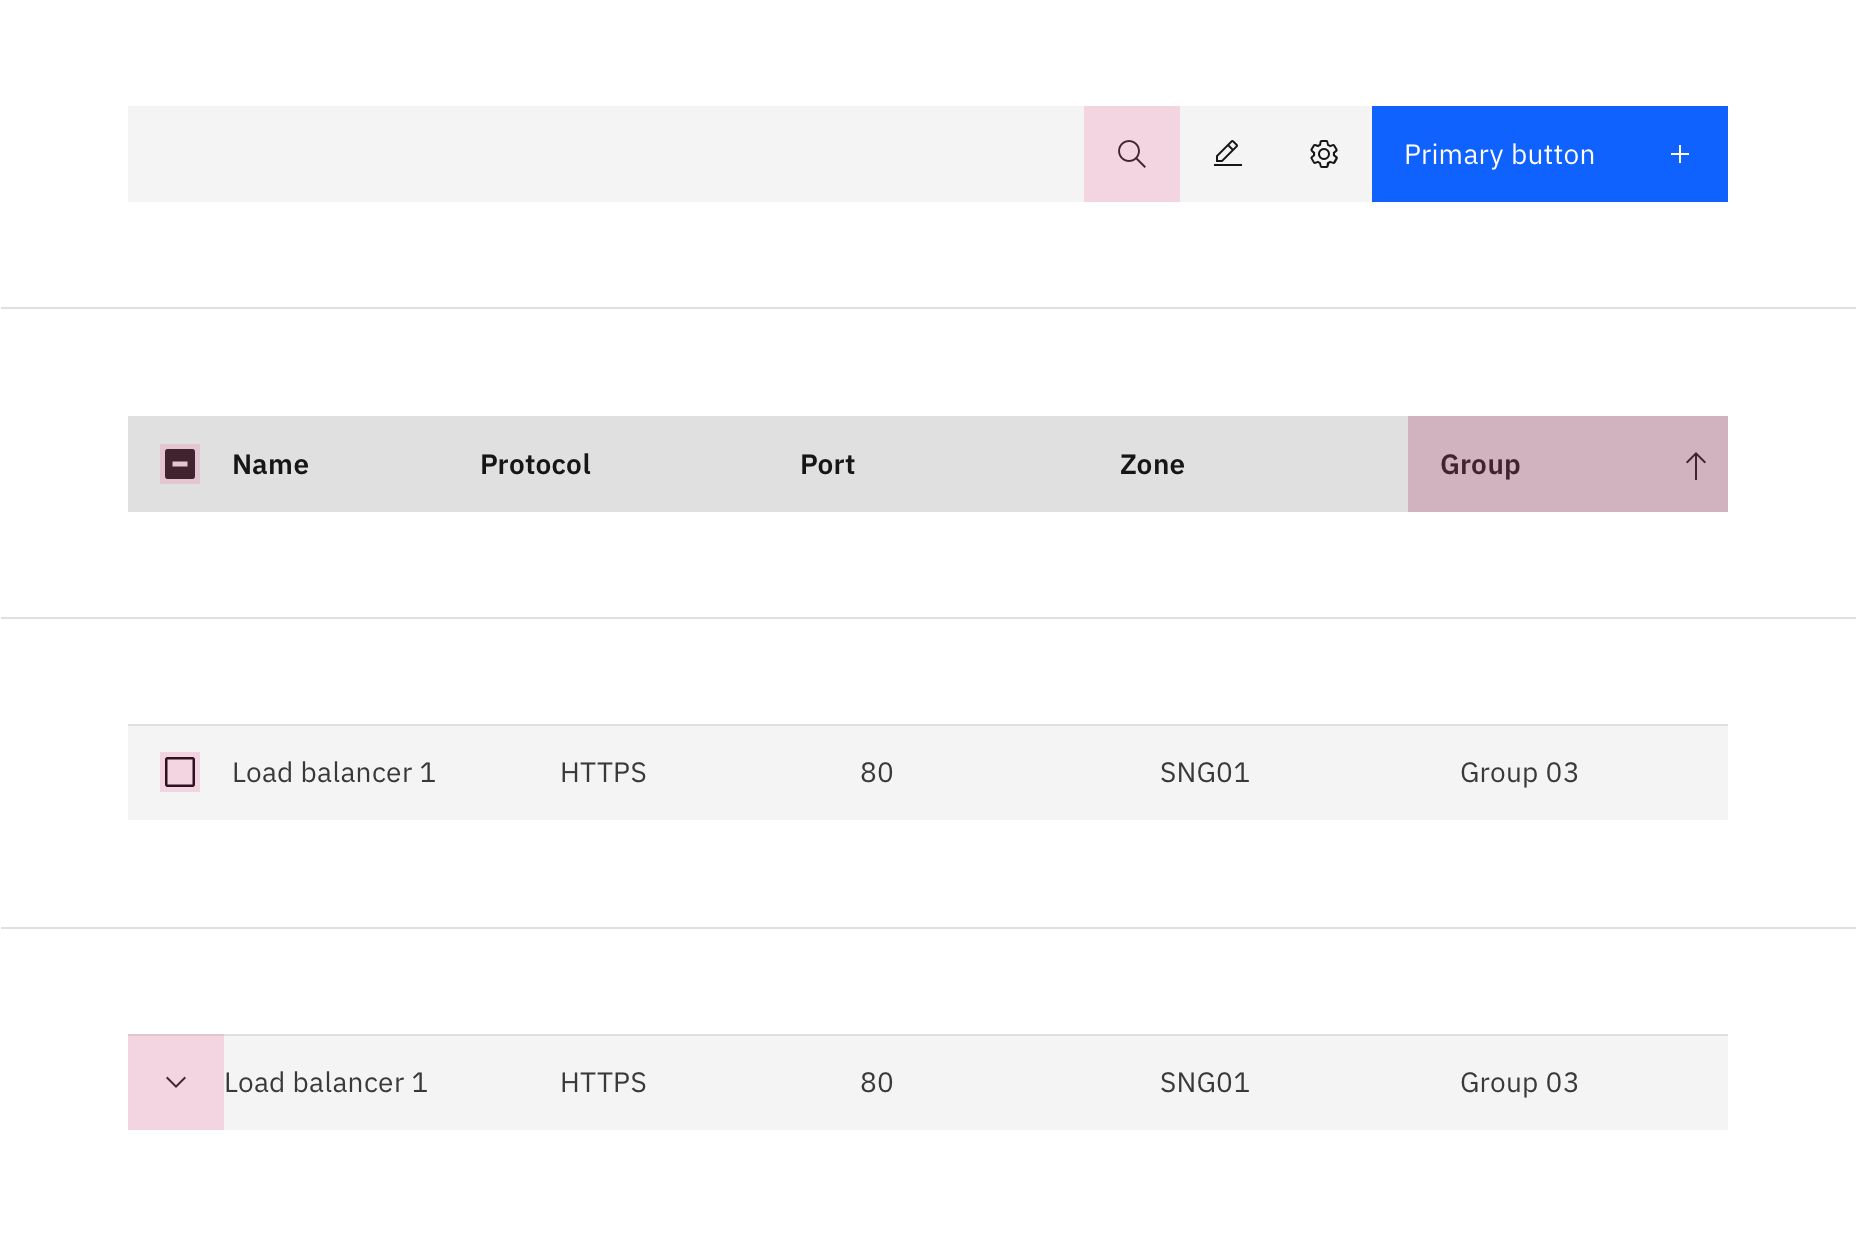 Primary button
Name Protocol Port Zone Group
Load balancer 1 HTTPS 80 SNG01 Group 03
Load balancer 1 HTTPS 80 SNG01 Group 03